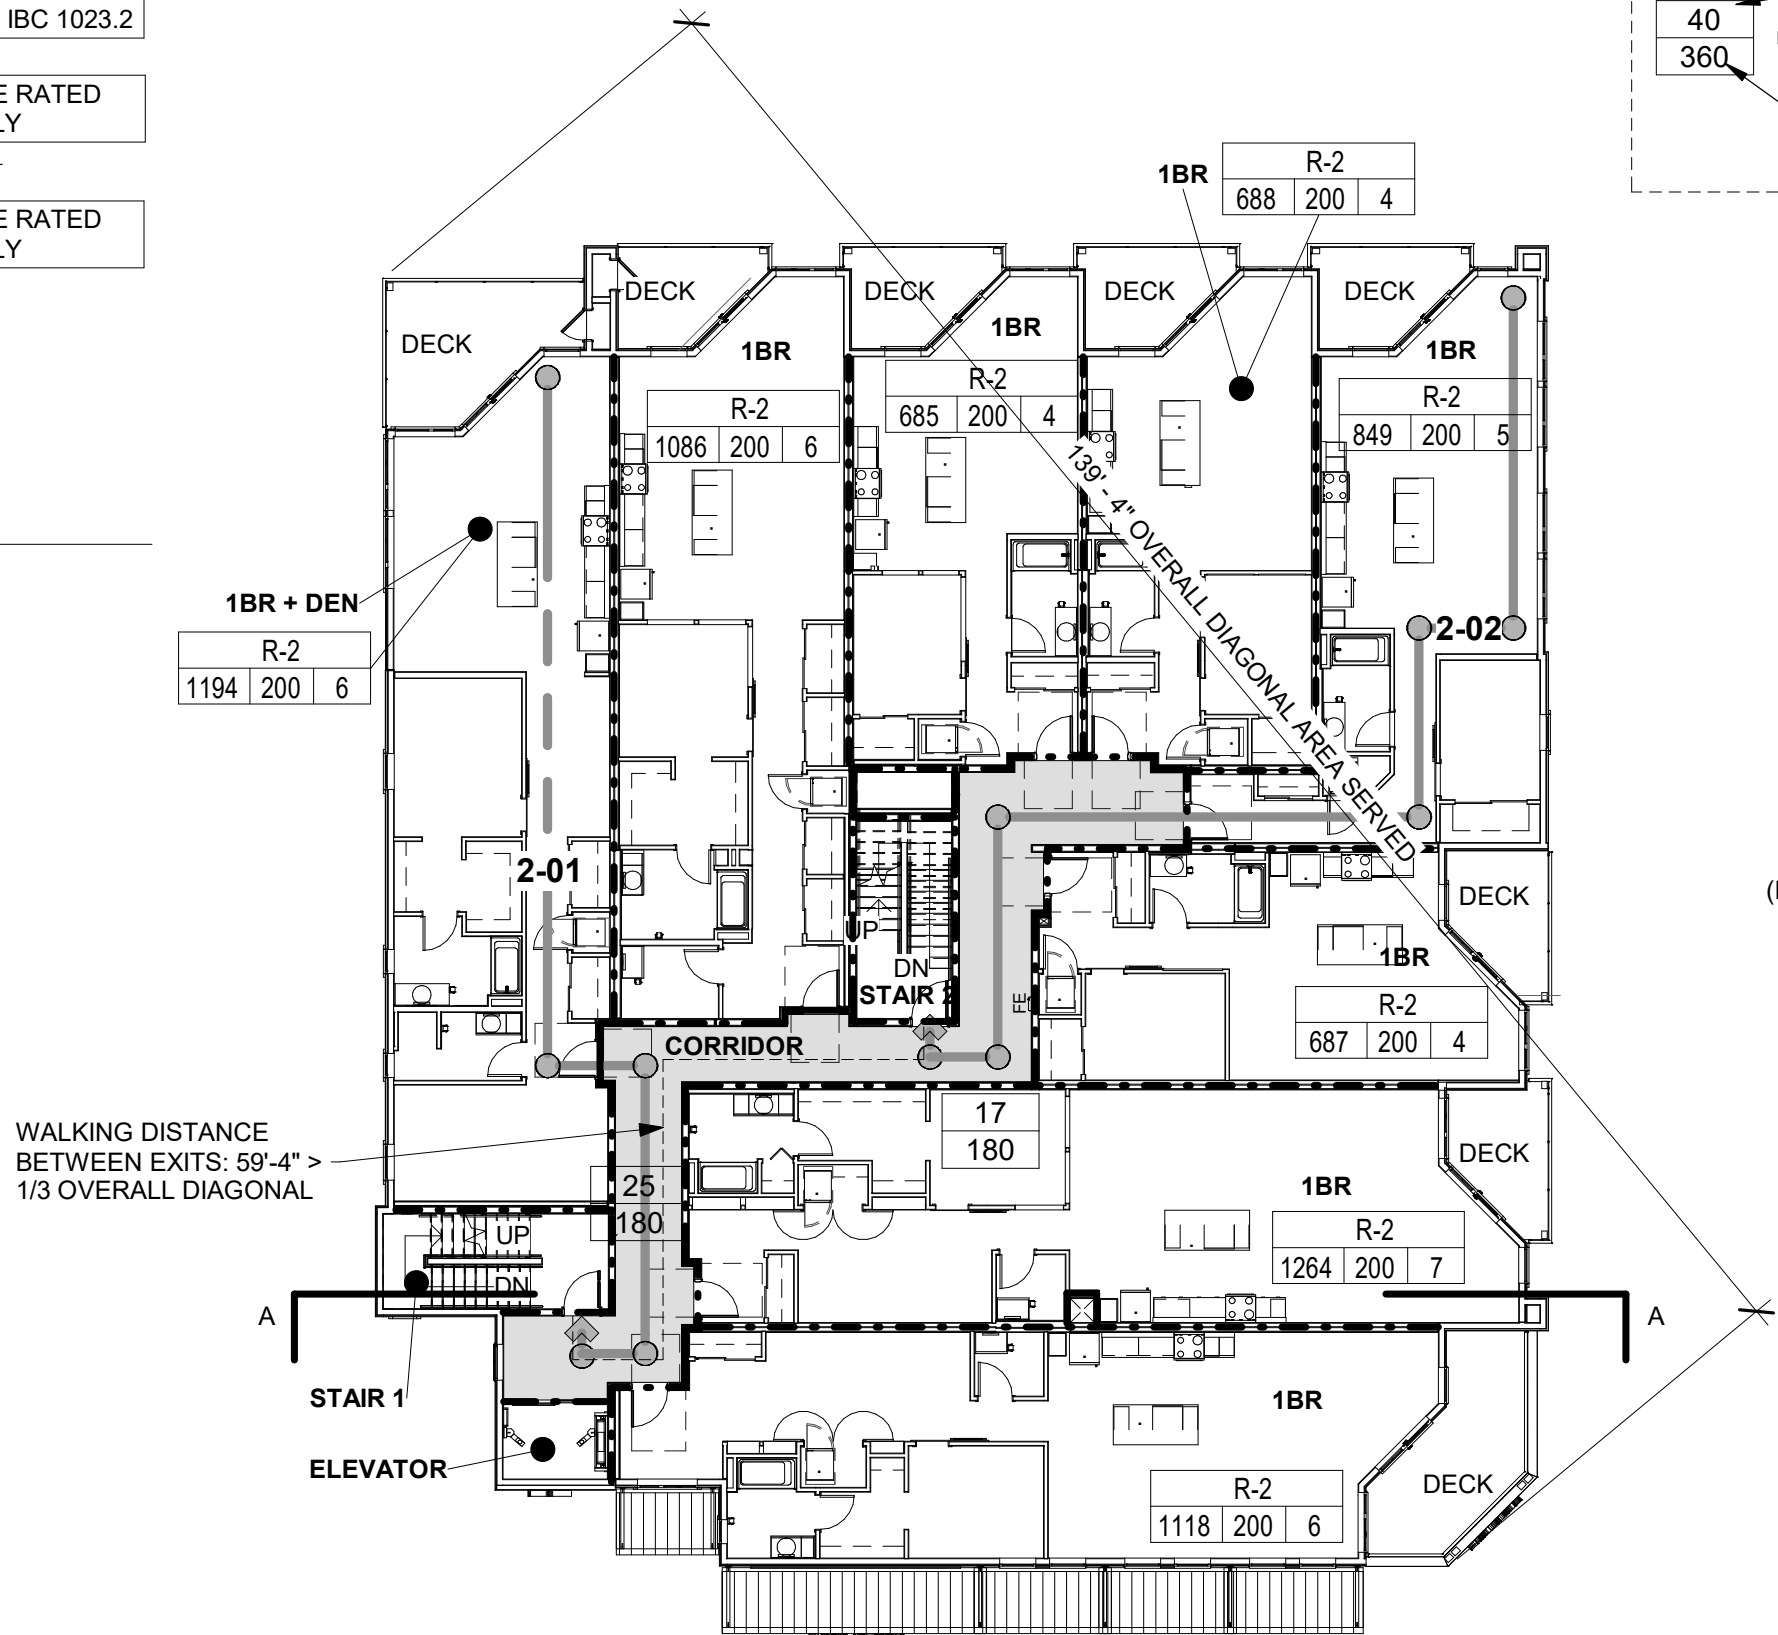 IBC 1023.2
E RATED
LY
E RATED
LY
40
360
1BR
R-2
688 200 4
DECK
DECK
DECK
DECK
DECK
1BR
1BR
1BR
R-2
1086 200 6
R-2
685 200 4
R-2
849 200 5
139'- 4" OVERALL DIAGONAL AREA SERVED
1BR + DEN
R-2
1194 200 6
2-02
2-01
UP
DN
STAIR 2
FE
CORRIDOR
DECK
1BR
R-2
687 200 4
WALKING DISTANCE
BETWEEN EXITS: 59'-4" >
1/3 OVERALL DIAGONAL
17
180
25
180
DECK
1BR
R-2
1264 200 7
UP
DN
A
A
STAIR 1
ELEVATOR
1BR
DECK
R-2
1118 200 6